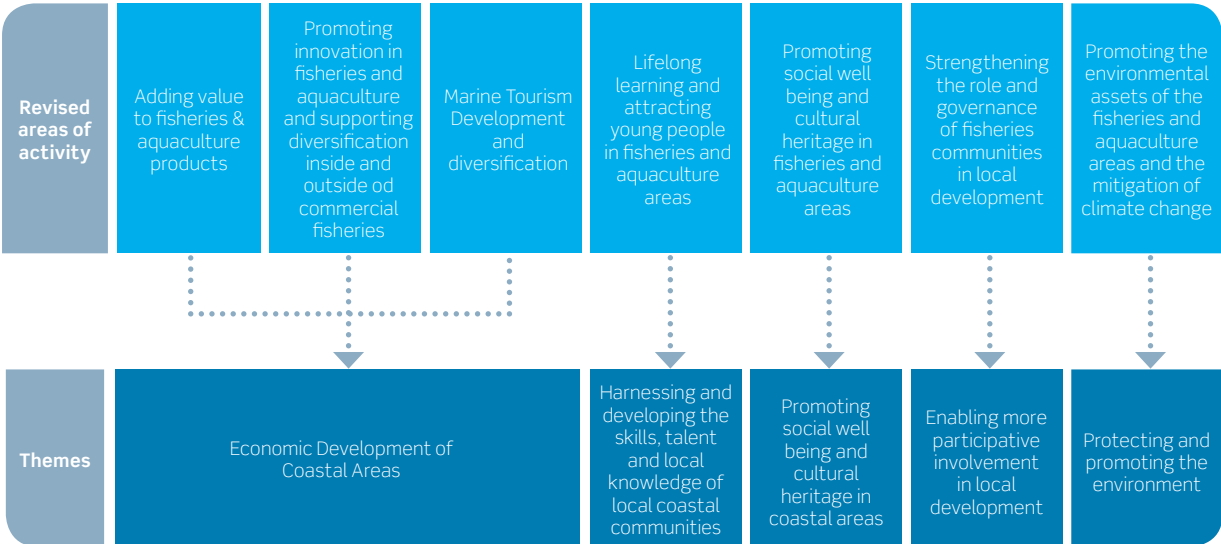 Revised
areas of
activity
Adding value
to fisheries &
aquaculture
products
Promoting
innovation in
fisheries and
aquaculture
and supporting
diversification
inside and
outside od
commercial
fisheries
Marine Tourism
Development
and
diversification
Lifelong
learning and
attracting
young people
in fisheries and
aquaculture
areas
Promoting
social well
being and
cultural
heritage in
fisheries and
aquaculture
areas
Strengthening
the role and
governance
of fisheries
communities
in local
development
Promoting the
environmental
assets of the
fisheries and
aquaculture
areas and the
mitigation of
climate change
Themes
Economic Development of
Coastal Areas
Harnessing and
developing the
skills, talent
and local
knowledge of
local coastal
communities
Promoting
social well
being and
cultural
heritage in
coastal areas
Enabling more
participative
involvement
in local
development
Protecting and
promoting the
environment